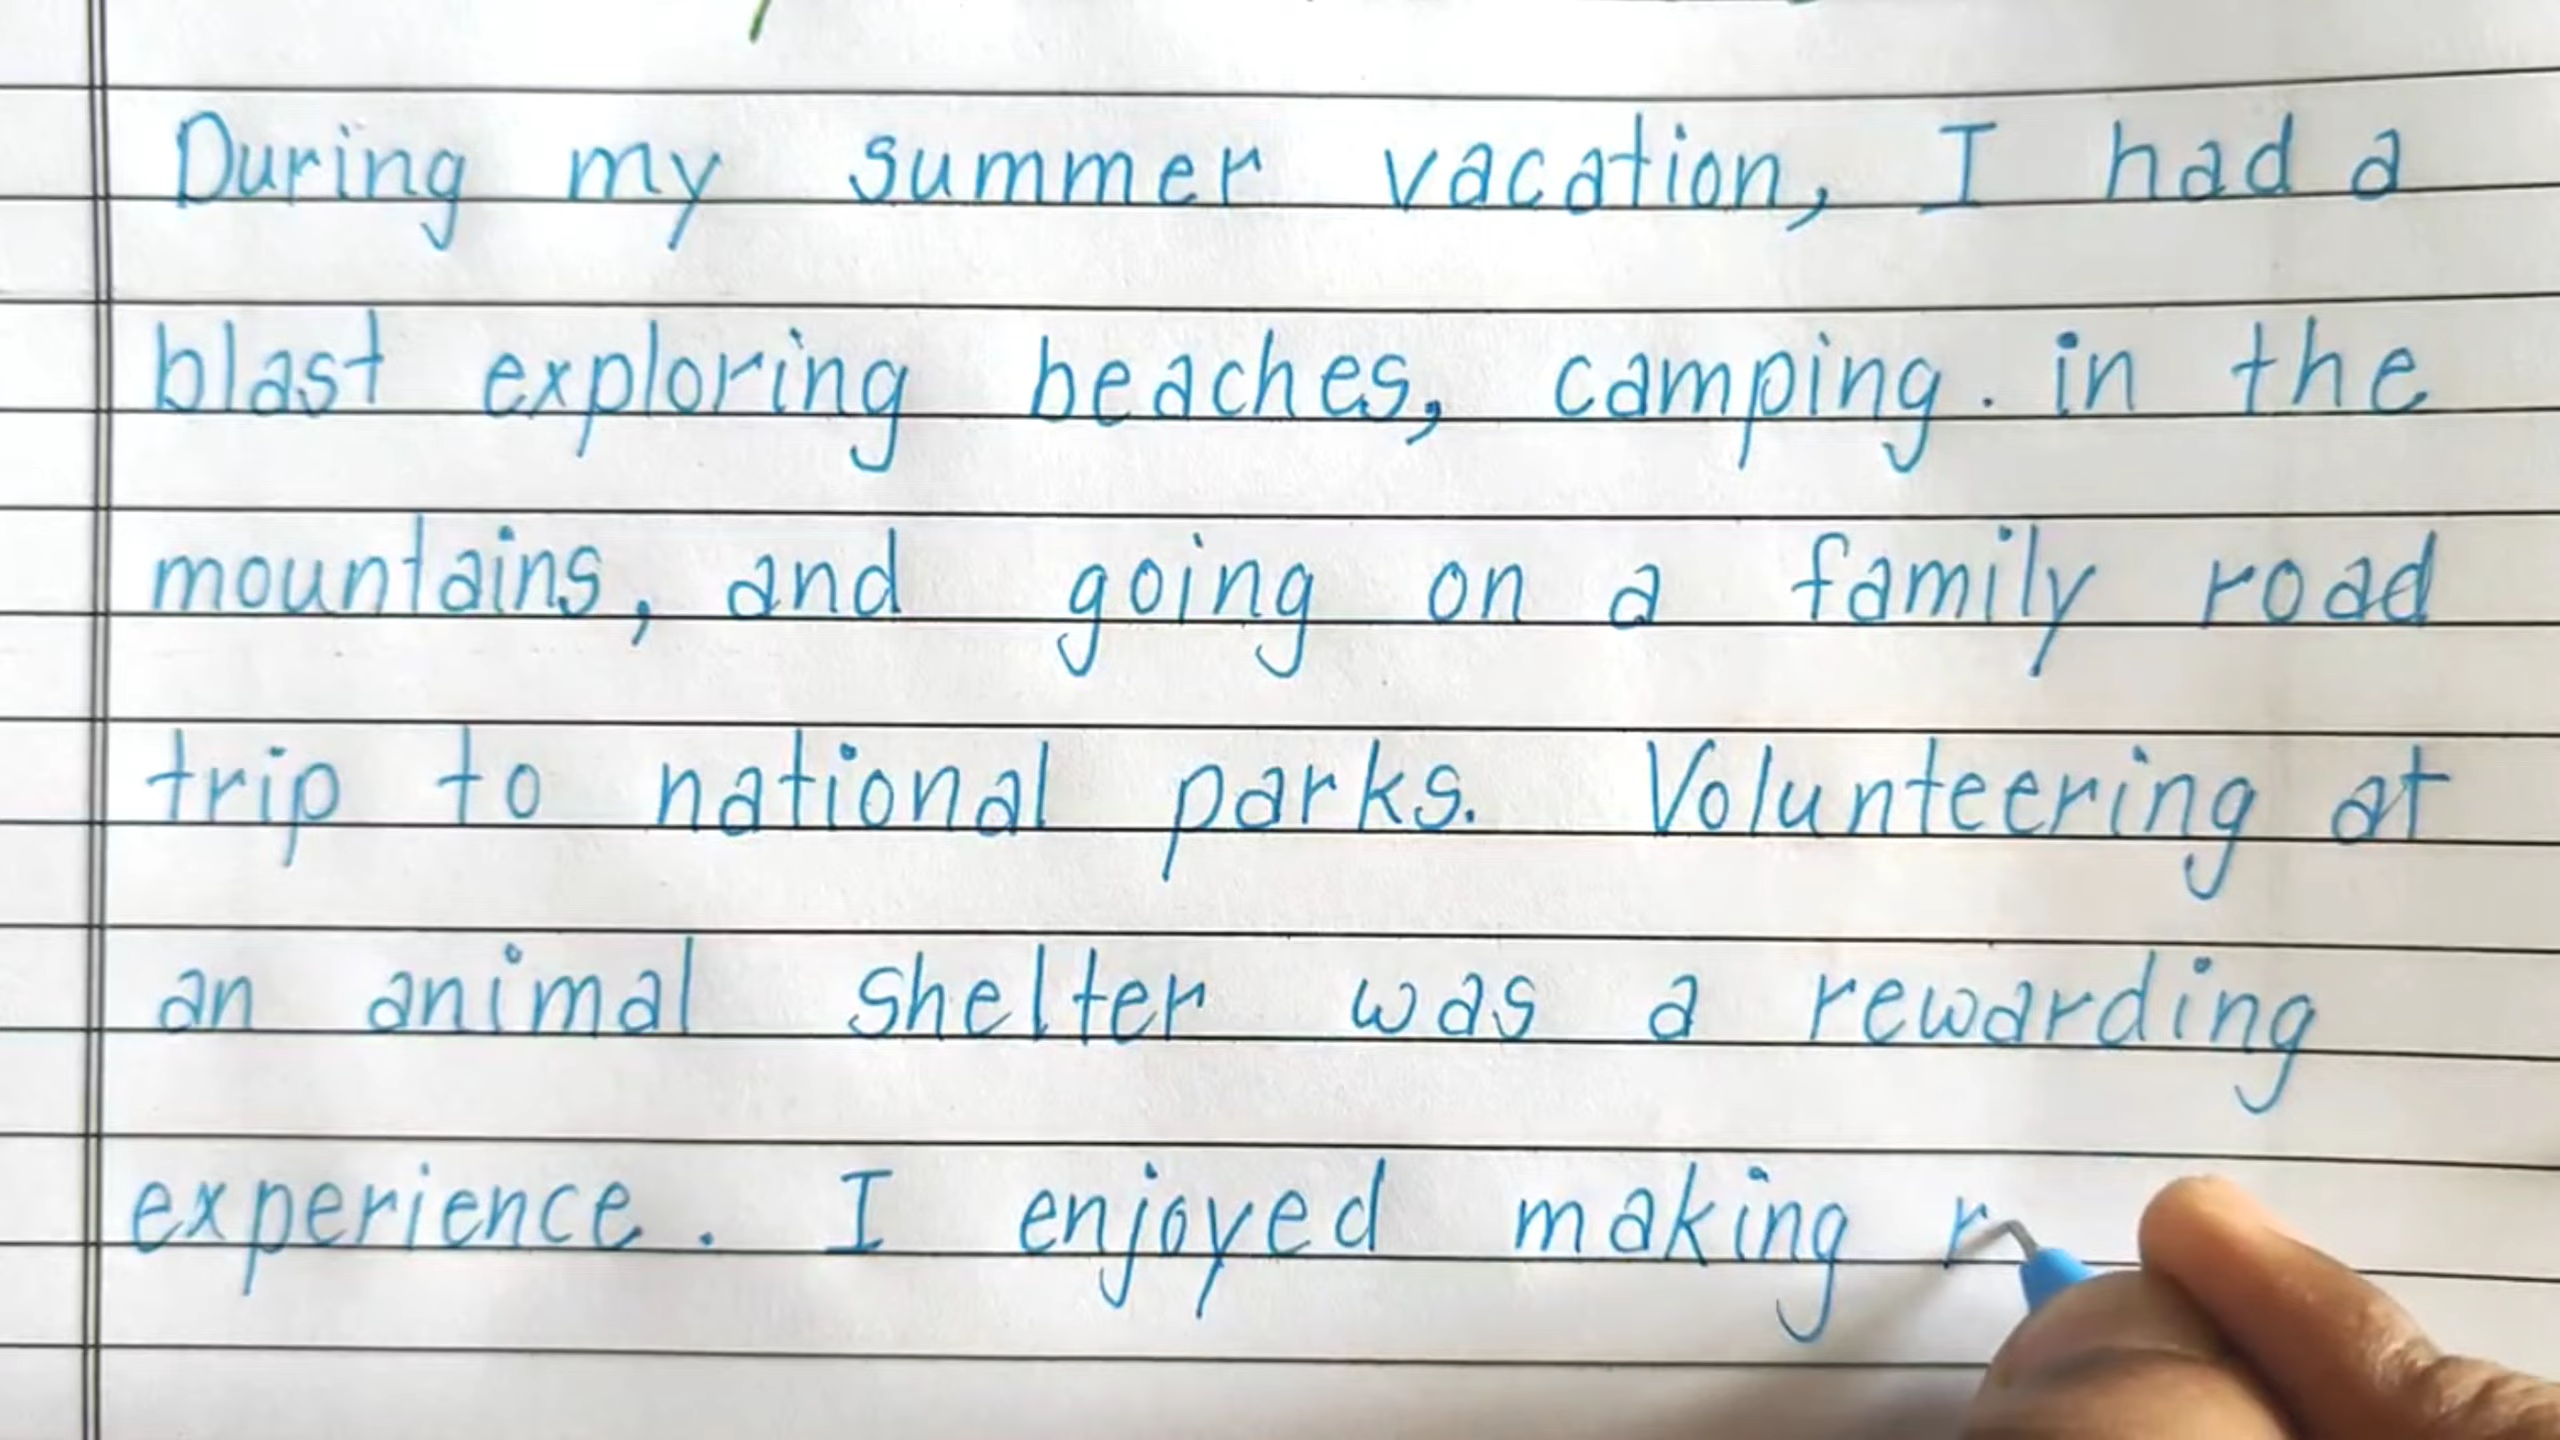 During my summer vacation, I had a
blast exploring beaches, camping. in the
mountains, and going on a family road
trip to national parks. Volunteering at
an animal shelter was a rewarding
experience. I enjoyed making